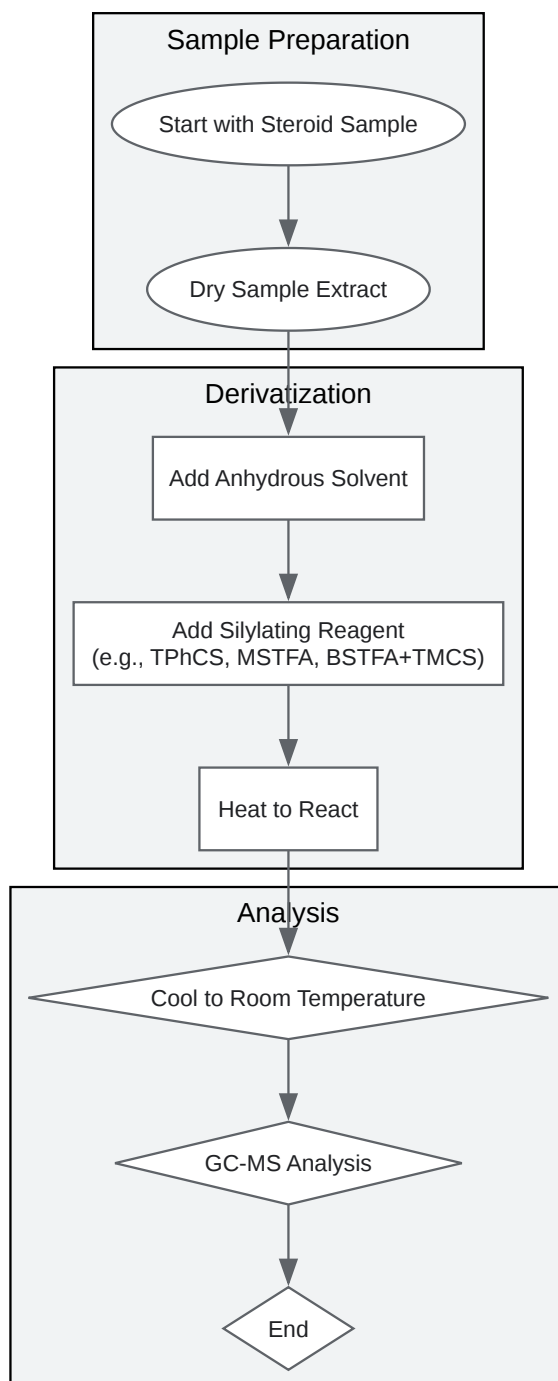 Sample Preparation
Start with Steroid Sample
Dry Sample Extract
Derivatization
Add Anhydrous Solvent
Add Silylating Reagent
(e.g., TPhCS, MSTFA, BSTFA+TMCS)
Heat to React
Analysis
Cool to Room Temperature
GC-MS Analysis
End